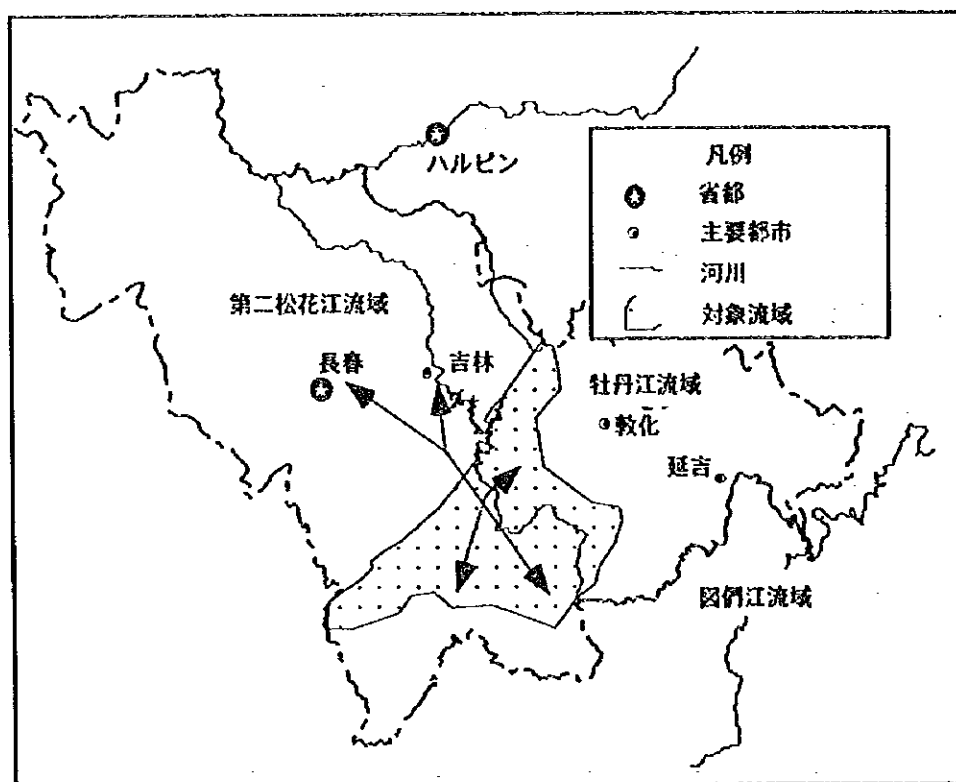 ハルピン
凡例
省都
主要都市
河川
対象流域
第二松花江流域
長春
吉林
牡丹江流域
敦化
延吉
図們江流域